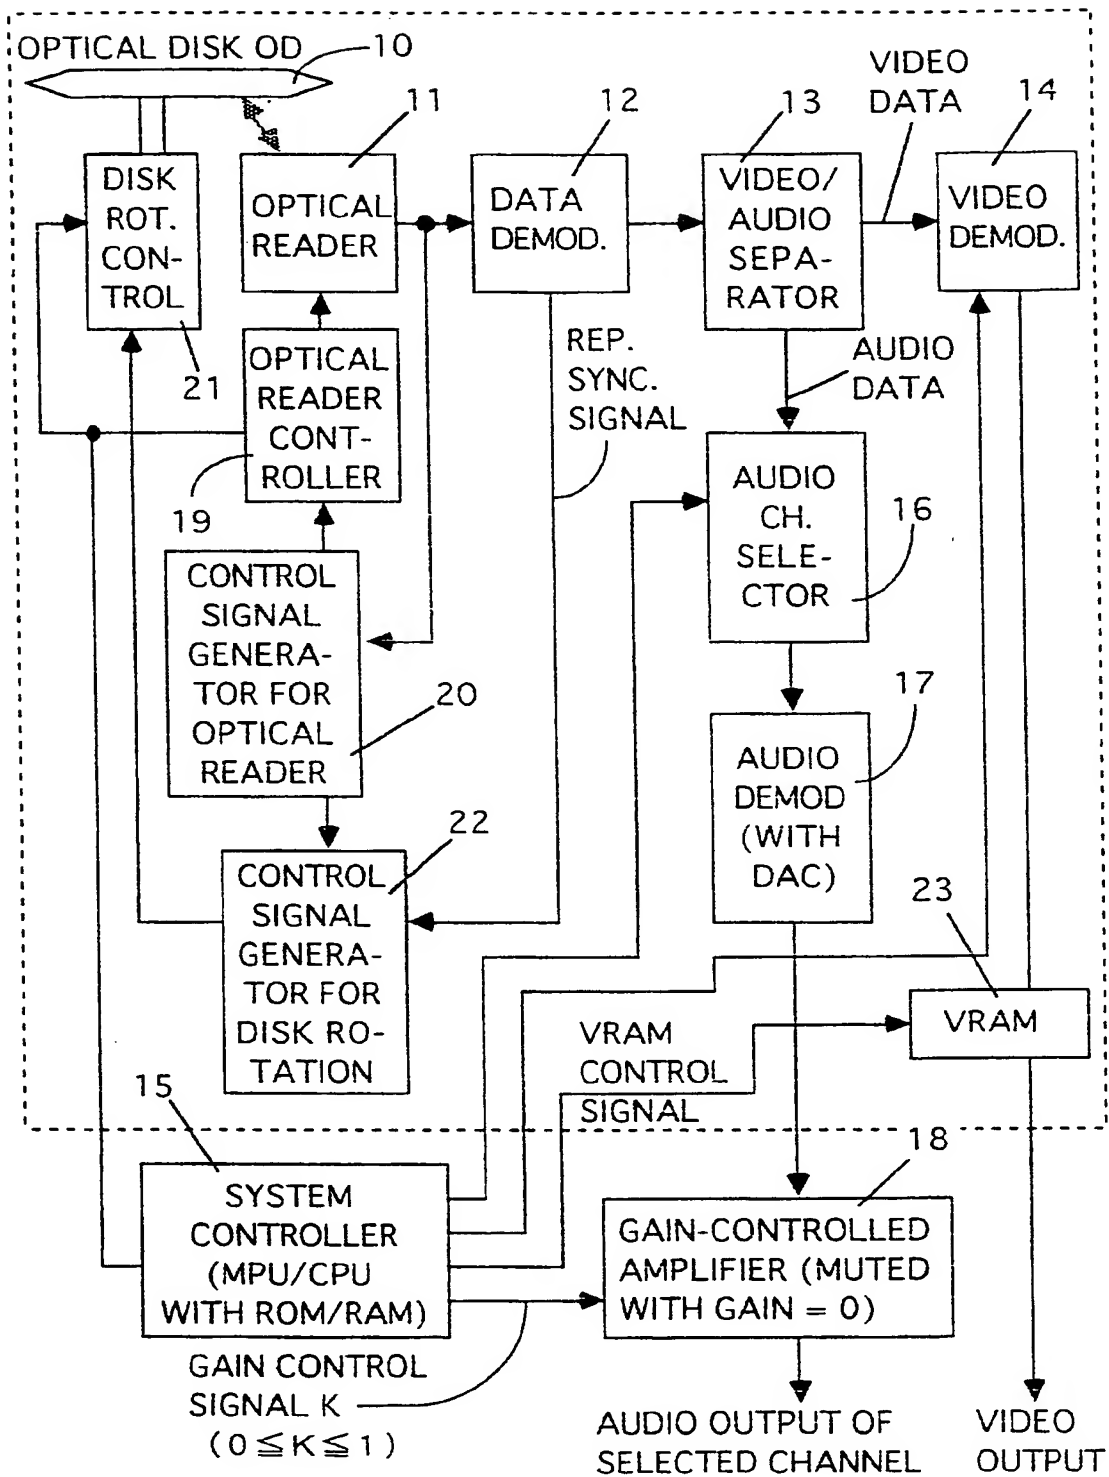 OPTICAL DISK OD
10
11
12
13
VIDEO
DATA
14
DISK
ROT.
CON-
TROL
21
OPTICAL
READER
DATA
DEMOD.
VIDEO/
AUDIO
SEPA-
RATOR
VIDEO
DEMOD.
OPTICAL
READER
CONT-
ROLLER
19
REP.
SYNC.
SIGNAL
AUDIO
DATA
AUDIO
CH.
SELE-
CTOR
16
CONTROL
SIGNAL
GENERA-
TOR FOR
OPTICAL
READER
20
17
AUDIO
DEMOD
(WITH
DAC)
22
CONTROL
SIGNAL
GENERA-
TOR FOR
DISK RO-
TATION
23
VRAM
VRAM
CONTROL
SIGNAL
15
SYSTEM
CONTROLLER
(MPU/CPU
WITH ROM/RAM)
18
GAIN-CONTROLLED
AMPLIFIER (MUTED
WITH GAIN = 0)
GAIN CONTROL
SIGNAL K
(0≦K≦1)
AUDIO OUTPUT OF
SELECTED CHANNEL
VIDEO
OUTPUT